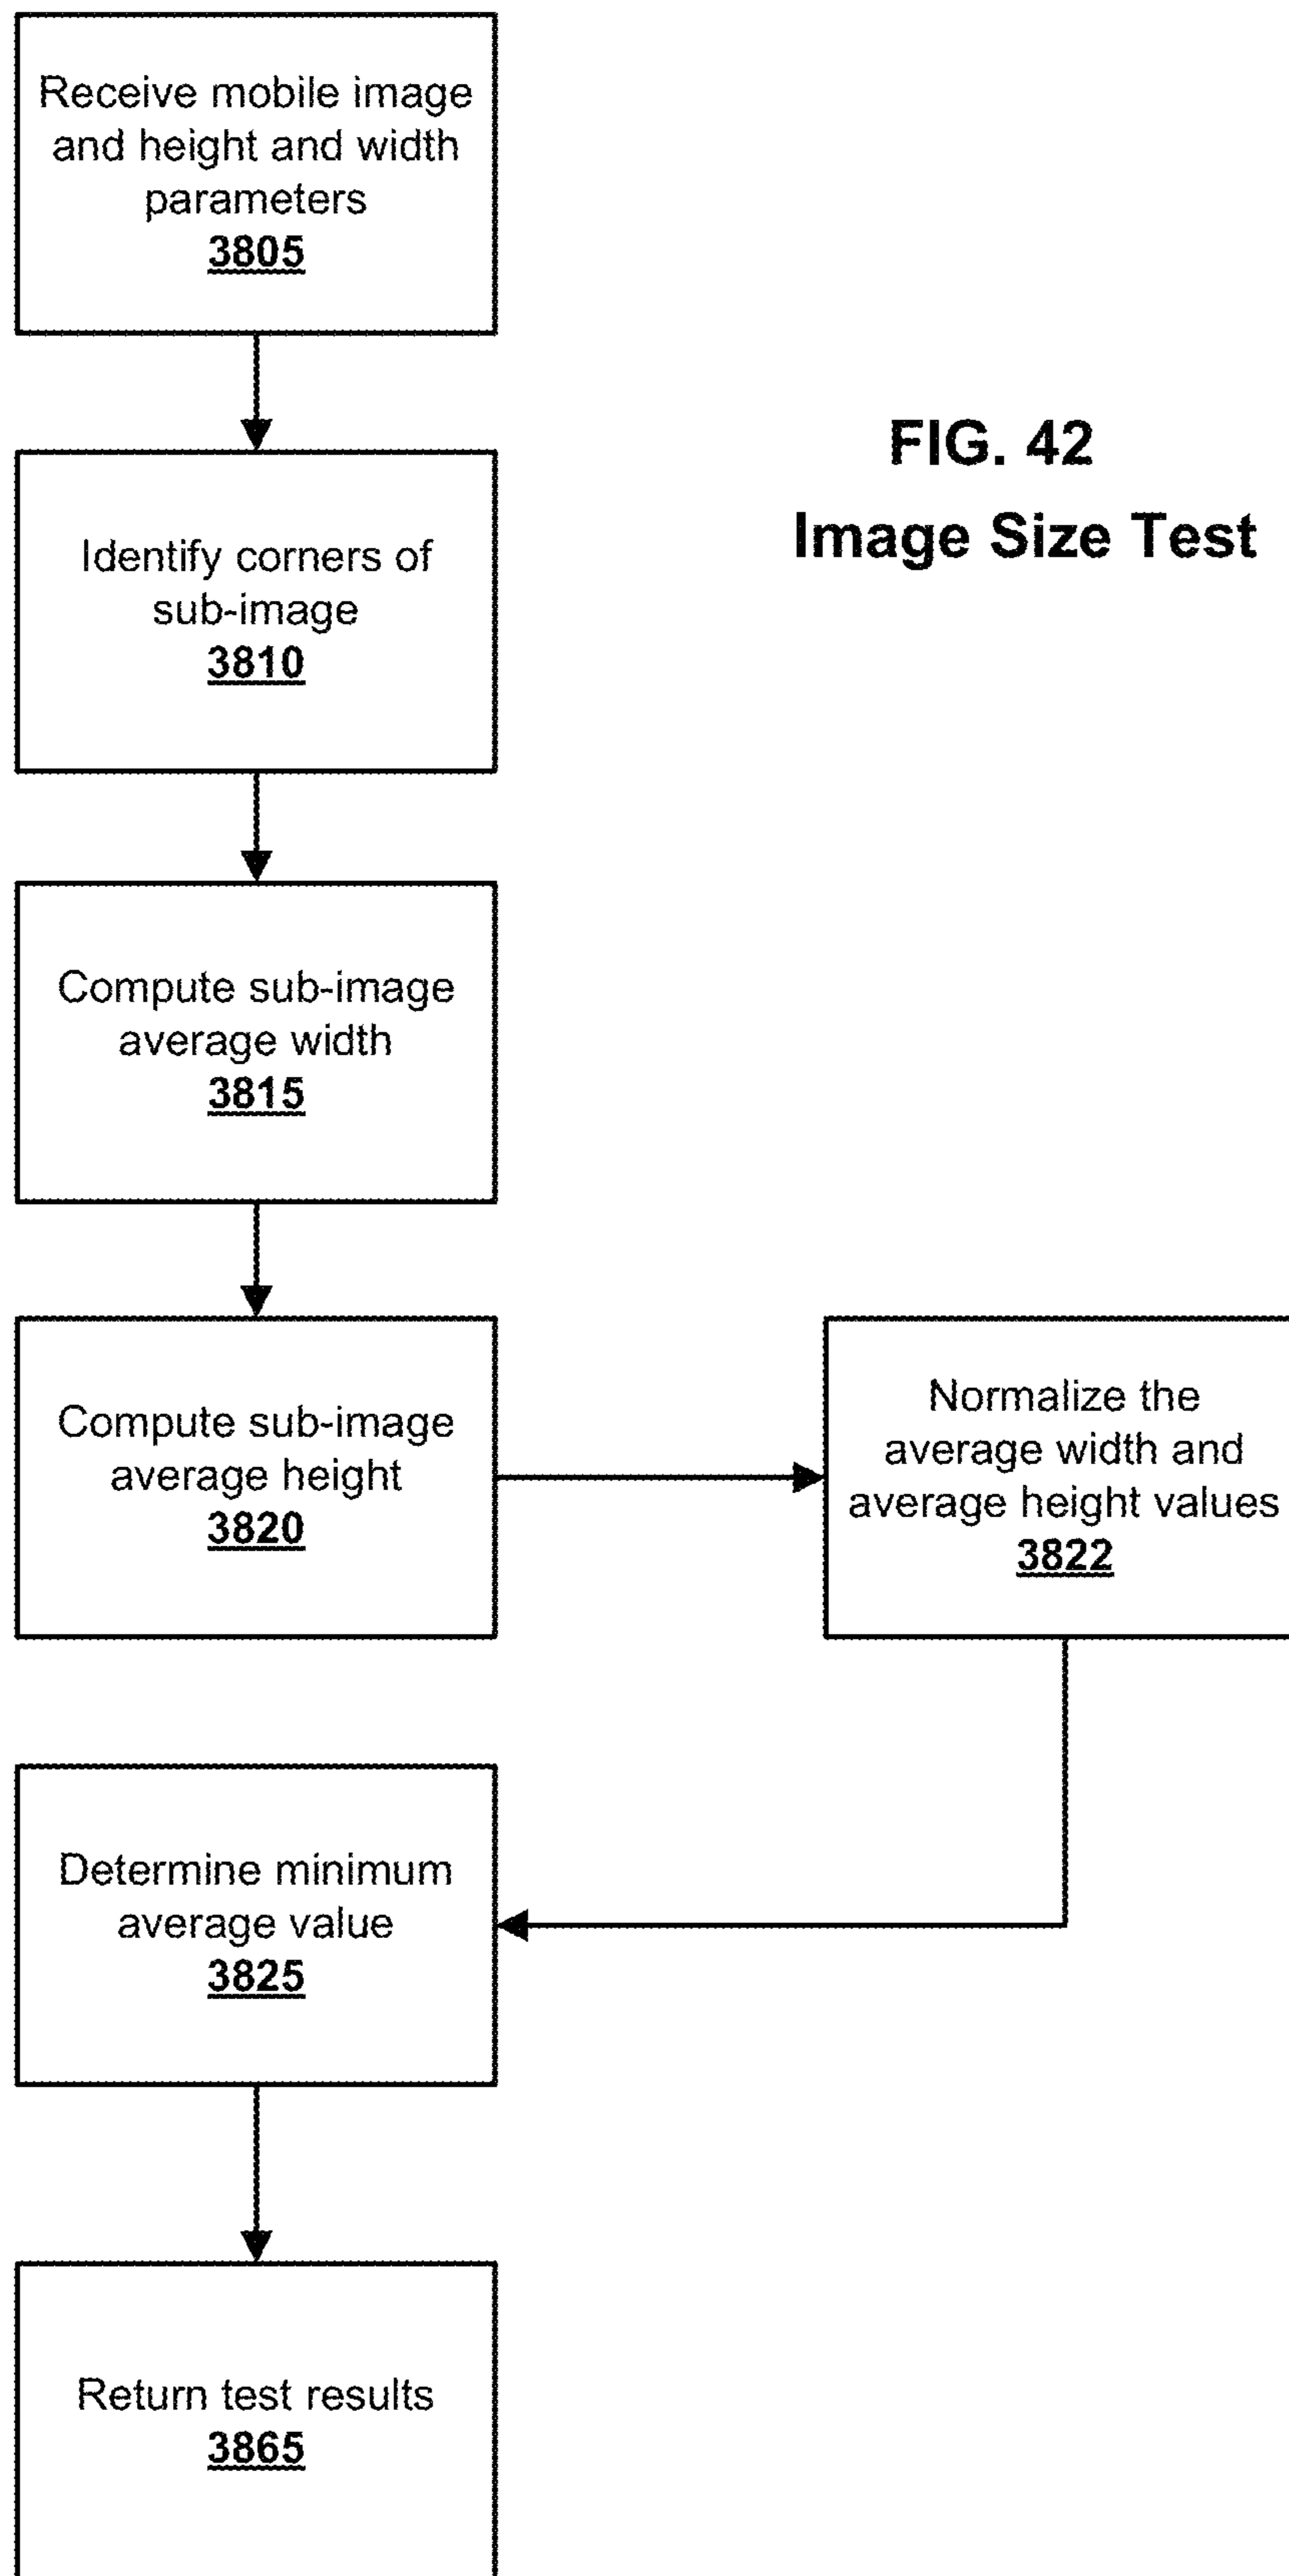 Receive mobile image
and height and width
parameters
3805
FIG. 42
Image Size Test
Identify corners of
sub-image
3810
Compute sub-image
average width
3815
Compute sub-image
average height
3820
Normalize the
average width and
average height values
3822
Determine minimum
average value
3825
Return test results
3865